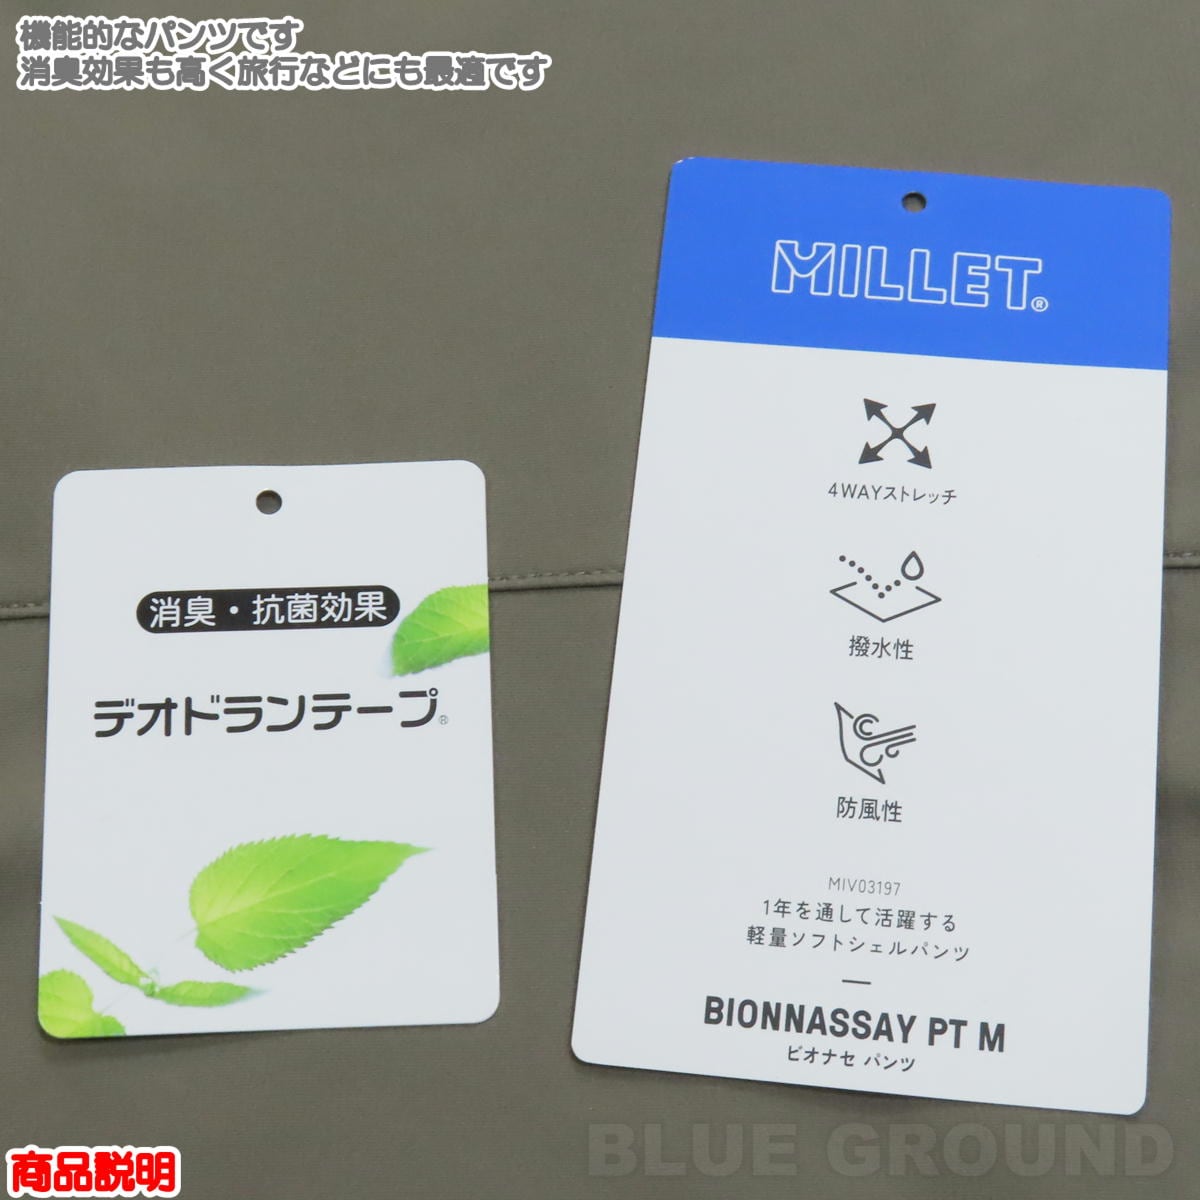 機能的なパンツです
消臭効果も高く旅行などにも最適です
MILLET®
4WAYストレッチ
撥水性
防風性
MIV03197
1年を通して活躍する
軽量ソフトシェルパンツ
BIONNASSAY PT M
ビオナセ パンツ
消臭・抗菌効果
デオドランテープ®
商品説明
BLUE GROUND